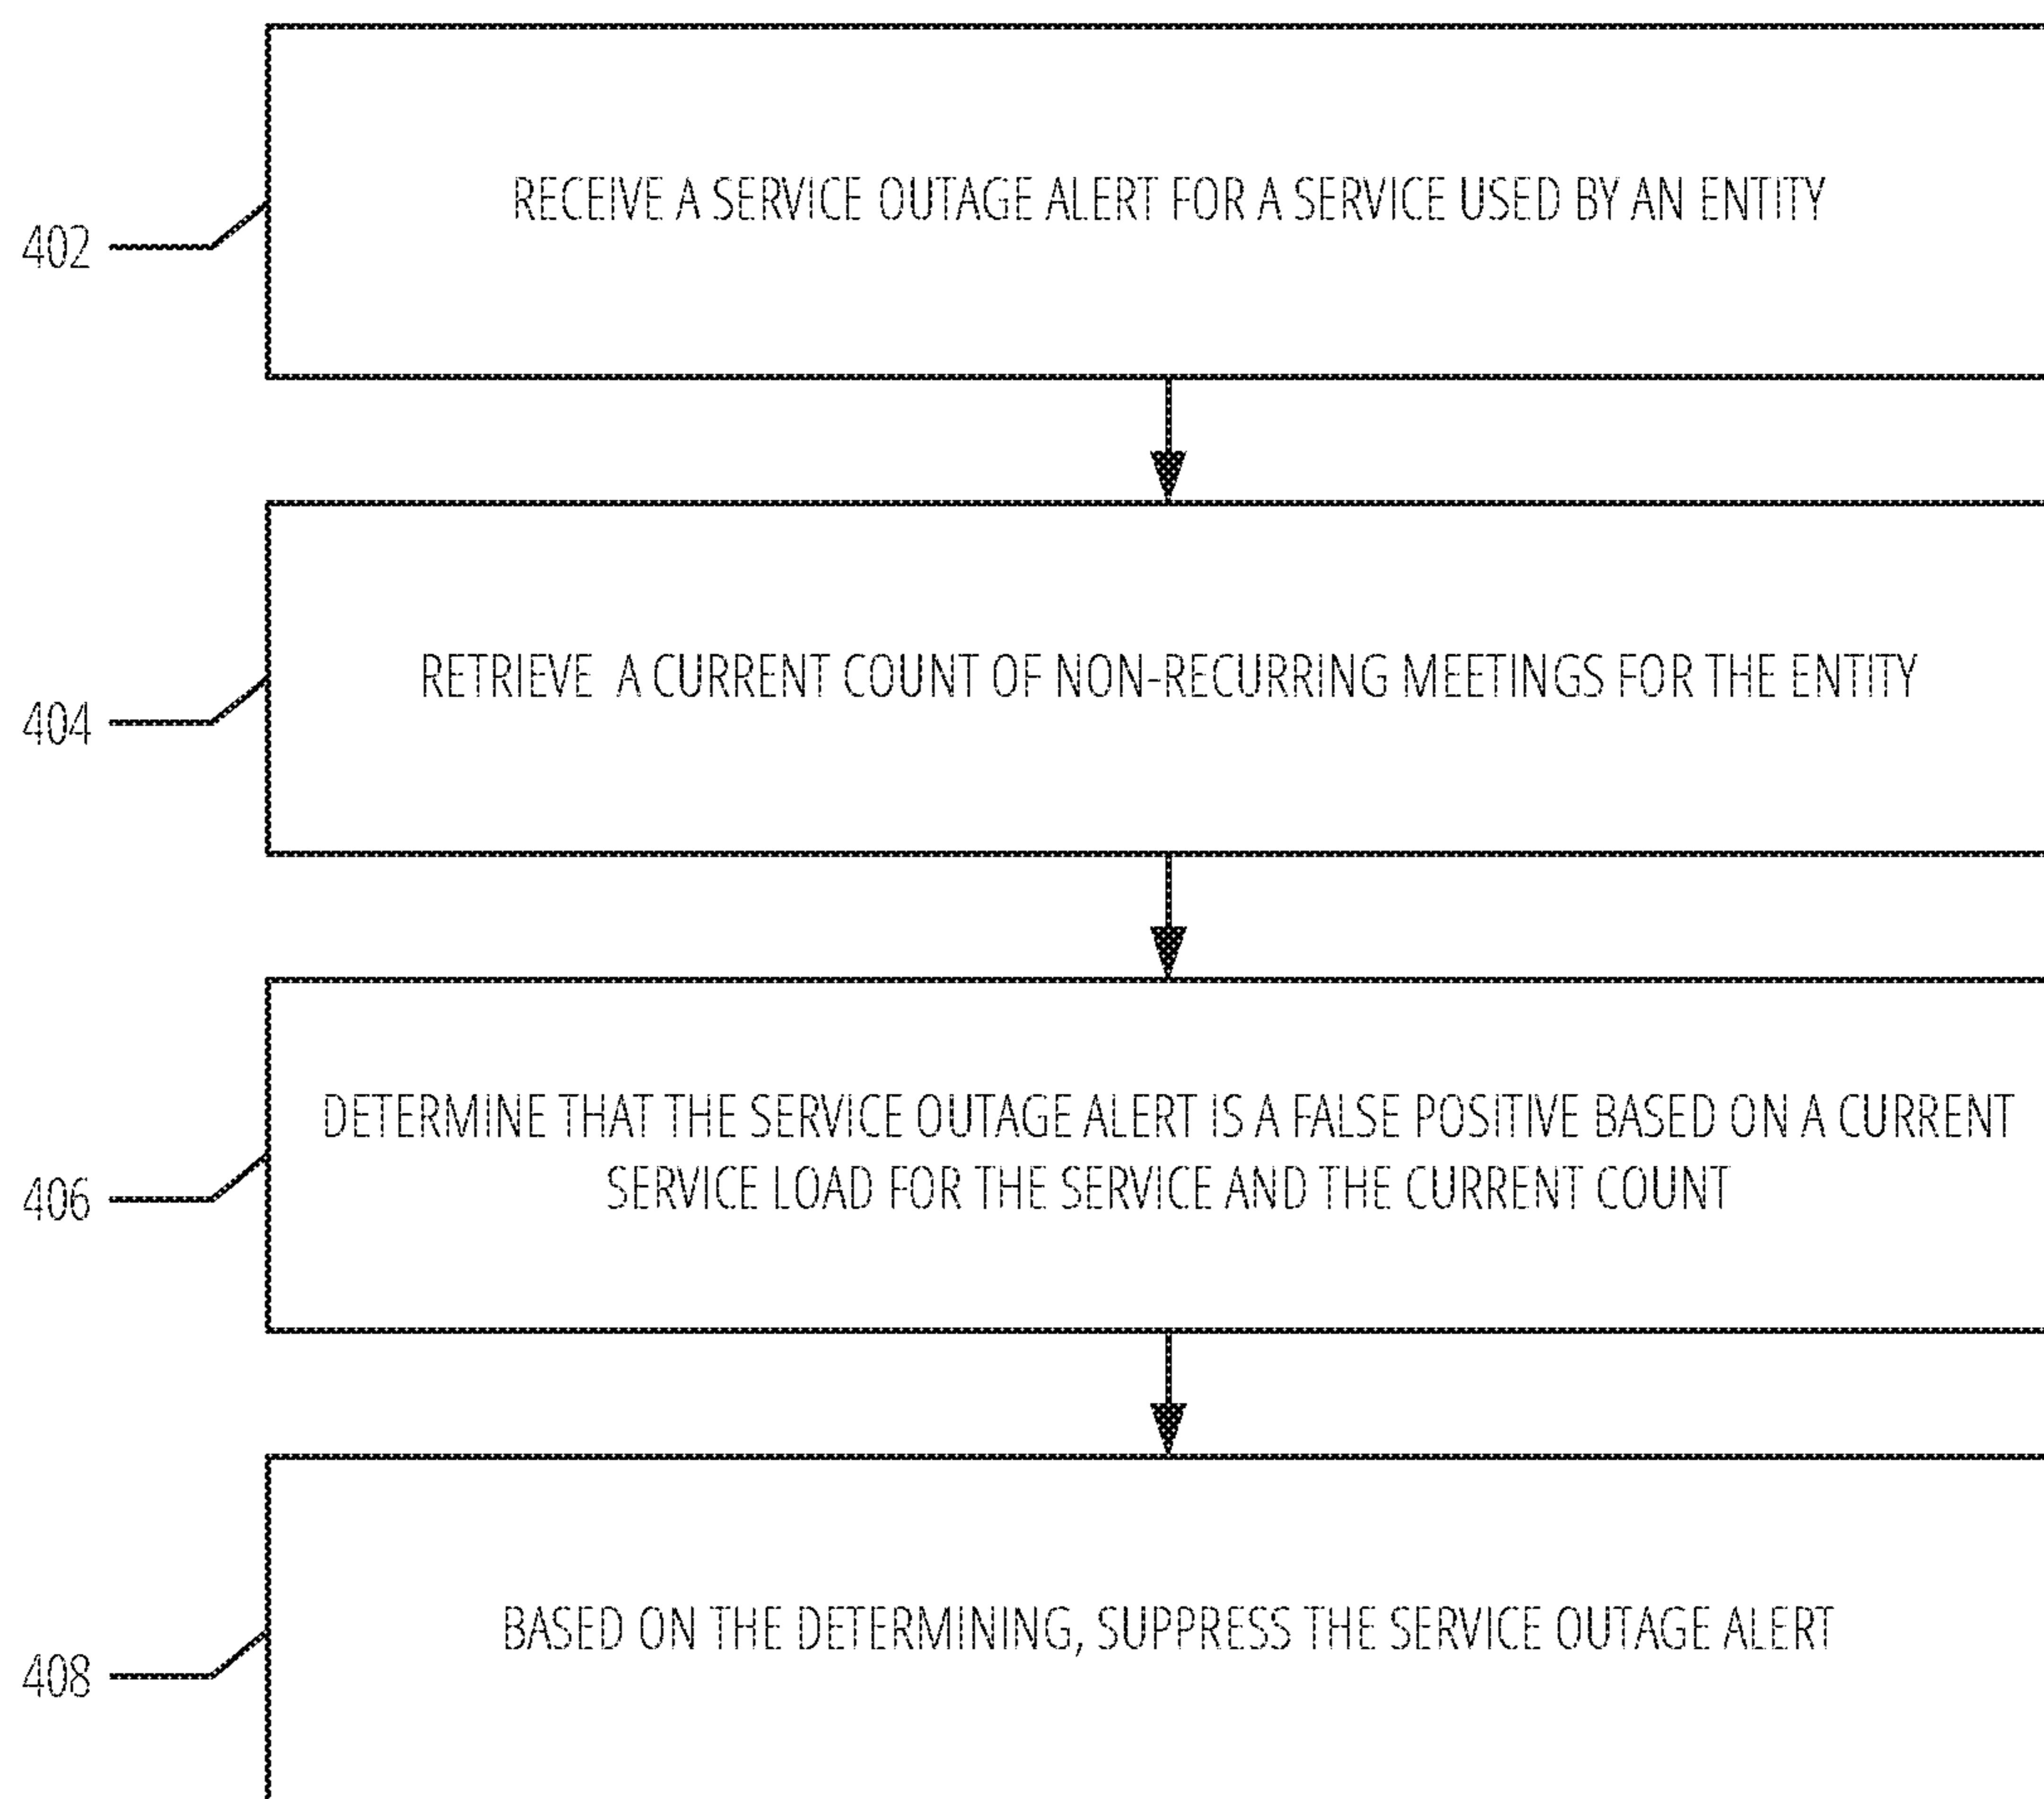 RECEIVE A SERVICE OUTAGE ALERT FOR A SERVICE USED BY AN ENTITY
402
RETRIEVE A CURRENT COUNT OF NON-RECURRING MEETINGS FOR THE ENTITY
404
DETERMINE THAT THE SERVICE OUTAGE ALERT IS A FALSE POSITIVE BASED ON A CURRENT
SERVICE LOAD FOR THE SERVICE AND THE CURRENT COUNT
406
BASED ON THE DETERMINING, SUPPRESS THE SERVICE OUTAGE ALERT
408